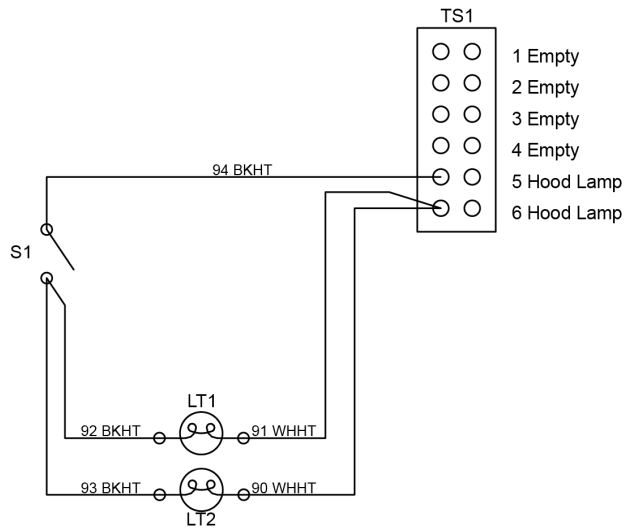 TS1
1 Empty
2 Empty
3 Empty
4 Empty
94 BKHT
5 Hood Lamp
6 Hood Lamp
S1
LT1
92 BKHT
91 WHHT
93 BKHT
90 WHHT
LT2